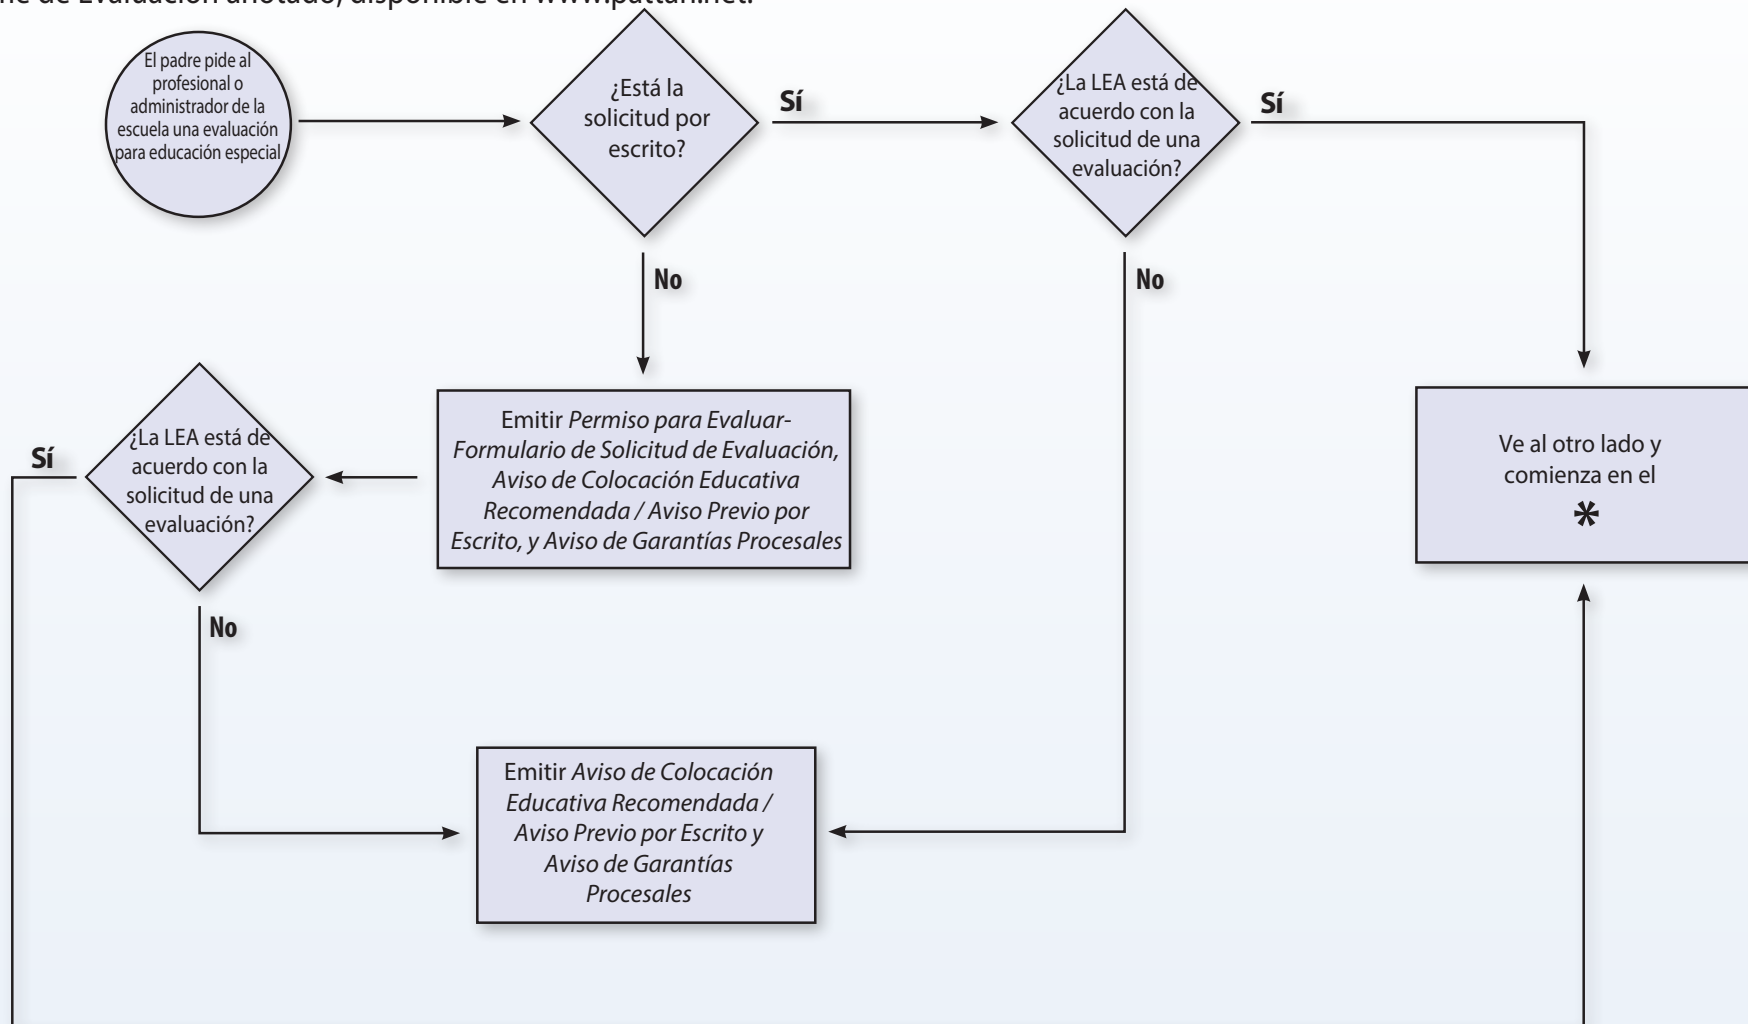 de Evaluación anotado, disponible en www.pattan.net.
El padre pide al
profesional o
administrador de la
escuela una evaluación
para educación especial
¿Está la
solicitud por
escrito?
Sí
¿La LEA está de
acuerdo con la
solicitud de una
evaluación?
Sí
No
No
¿La LEA está de
acuerdo con la
solicitud de una
evaluación?
Sí
Emitir Permiso para Evaluar-
Formulario de Solicitud de Evaluación,
Aviso de Colocación Educativa
Recomendada / Aviso Previo por
Escrito, y Aviso de Garantías Procesales
Ve al otro lado y
comienza en el
*
No
Emitir Aviso de Colocación
Educativa Recomendada /
Aviso Previo por Escrito y
Aviso de Garantías
Procesales